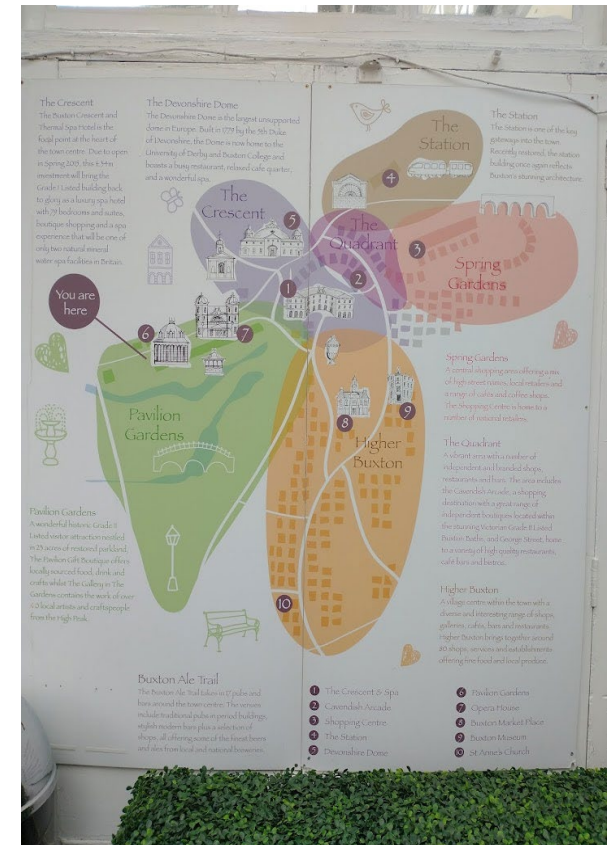 The Crescent
The Buxton Crescent and
Thermal Spa Hotel is the
focal point at the heart of
the town centre. Due to open
in Spring 2019, this £54m
investment will bring the
Grade 1 Listed building back
to glory as a luxury spa hotel
with 79 bedrooms and suites,
boutique shopping and a spa
experience that will be one of
only two natural mineral
water spa facilities in Britain.
The Devonshire Dome
The Devonshire Dome is the largest unsupported
dome in Europe. Built in 1779 by the 5th Duke
of Devonshire, the Dome is now home to the
University of Derby and Buxton College and
boasts a busy restaurant, relaxed cafe quarter,
and a wonderful spa.
The Station
The Station is one of the key
gateways into the town.
Recently restored, the station
building once again reflects
Buxton's stunning architecture.
The
Station
4
The
Crescent
5
The
Quadrant
3
Spring
Gardens
1
2
You are
here
6
7
Pavilion
Gardens
8
9
Higher
Buxton
10
Spring Gardens
A central shopping area offering a mix
of high street names, local retailers and
a range of cafes and coffee shops.
The Shopping Centre is home to a
number of national retailers.
The Quadrant
A vibrant area with a number of
independent and branded shops,
restaurants and bars. The area includes
the Cavendish Arcade, a shopping
destination with a great range of
independent boutiques located within
the stunning Victorian Grade II Listed
Buxton Baths, and George Street, home
to a variety of high quality restaurants,
café bars and bistros.
Pavilion Gardens
A wonderful historic Grade II
Listed visitor attraction nestled
in 23 acres of restored parkland.
The Pavilion Gift Boutique offers
locally sourced food, drink and
crafts whilst The Gallery in The
Gardens contains the work of over
local artists and craftspeople
from the High Peak.
Higher Buxton
A village centre within the town with a
diverse and interesting range of shops,
galleries, cafés, bars and restaurants.
Higher Buxton brings together around
80 shops, services and establishments
offering fine food and local produce.
Buxton Ale Trail
The Buxton Ale Trail takes in 17 pubs and
bars around the town centre. The venues
include traditional pubs in period buildings,
stylish modern bars plus a selection of
shops, all offering some of the finest beers
and ales from local and national breweries.
1 The Crescent & Spa
2 Cavendish Arcade
3 Shopping Centre
4 The Station
5 Devonshire Dome
6 Pavilion Gardens
7 Opera House
8 Buxton Market Place
9 Buxton Museum
10 St Anne's Church